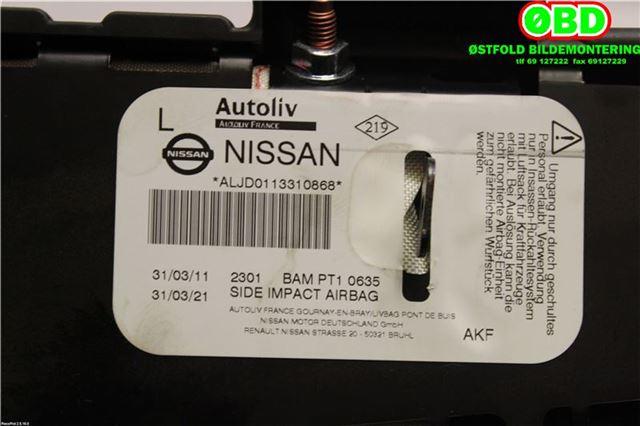 ØBD
ØSTFOLD BILDEMONTERING
tlf 69 127222 fax 69127229
L
Autoliv
AUTOLIV FRANCE
219
NISSAN
NISSAN
*ALJD0113310868*
31/03/11 2301 BAM PT1 0635
31/03/21 SIDE IMPACT AIRBAG
AUTOLIV FRANCE GOURNAY-EN-BRAY/LIVBAG PONT DE BUIS
NISSAN MOTOR DEUTSCHLAND GmbH
RENAULT NISSAN STRASSE 20 - 50321 BRUHL
AKF
Umgang nur durch geschultes
Personal erlaubt. Verwendung
nur in Insassen-Rückhaltesystem
mit Luftsack für Kraftfahrzeuge
erlaubt. Bei Auslösung kann die
nicht montierte Airbag-Einheit
zum gefährlichen Wurfstück
werden.